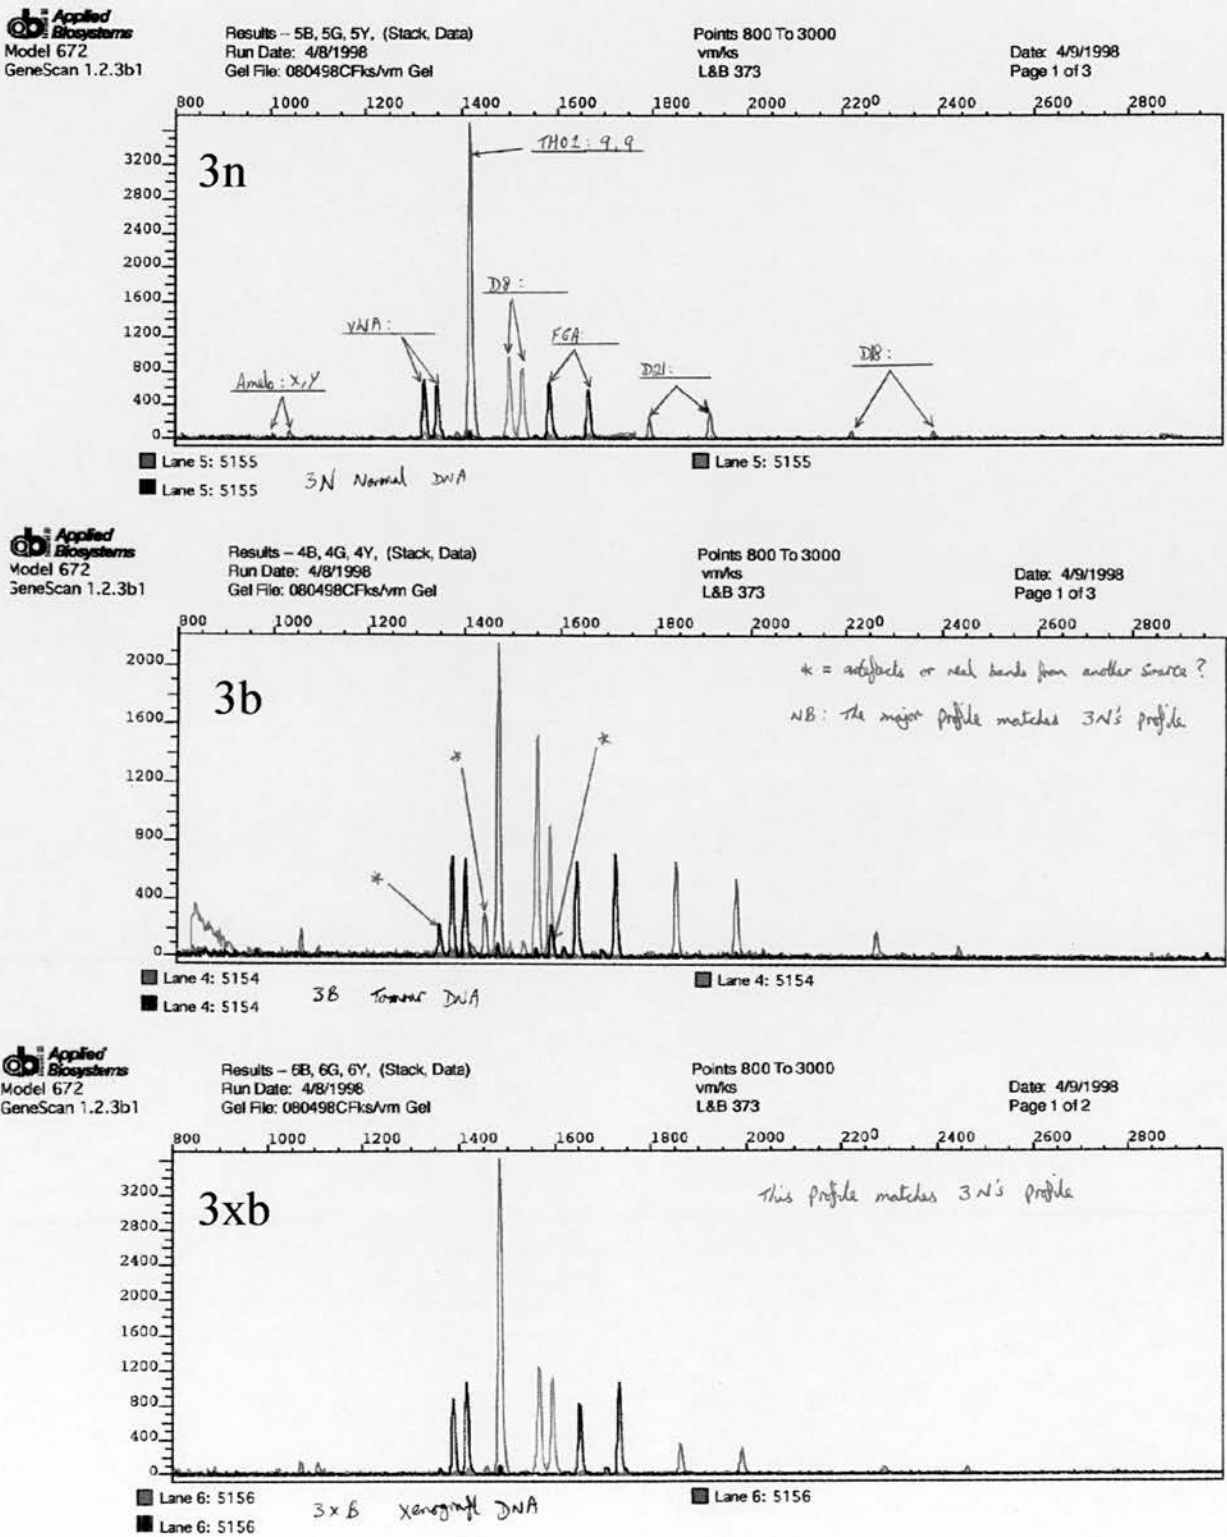 Applied
Biosystems
Model 672
GeneScan 1.2.3b1
Results – 5B, 5G, 5Y, (Stack, Data)
Run Date: 4/8/1998
Gel File: 080498CFks/vm Gel
Points 800 To 3000
vm/ks
L&B 373
Date: 4/9/1998
Page 1 of 3
800 1000 1200 1400 1600 1800 2000 2200 2400 2600 2800
3200
2800
2400
2000
1600
1200
800
400
0
3n
TH01: 9,9
D8:
vWA:
FGA:
D21:
D18:
Amelo: X,Y
Lane 5: 5155
Lane 5: 5155
Lane 5: 5155
3N Normal DNA
Applied
Biosystems
Model 672
GeneScan 1.2.3b1
Results – 4B, 4G, 4Y, (Stack, Data)
Run Date: 4/8/1998
Gel File: 080498CFks/vm Gel
Points 800 To 3000
vm/ks
L&B 373
Date: 4/9/1998
Page 1 of 3
800 1000 1200 1400 1600 1800 2000 2200 2400 2600 2800
2000
1600
1200
800
400
0
3b
* = artefacts or real bands from another source?
NB: The major profile matches 3N's profile
*
*
*
Lane 4: 5154
Lane 4: 5154
Lane 4: 5154
3B Tumour DNA
Applied
Biosystems
Model 672
GeneScan 1.2.3b1
Results – 6B, 6G, 6Y, (Stack, Data)
Run Date: 4/8/1998
Gel File: 080498CFks/vm Gel
Points 800 To 3000
vm/ks
L&B 373
Date: 4/9/1998
Page 1 of 2
800 1000 1200 1400 1600 1800 2000 2200 2400 2600 2800
3200
2800
2400
2000
1600
1200
800
400
0
3xb
This profile matches 3N's profile
Lane 6: 5156
Lane 6: 5156
Lane 6: 5156
3xB Xenograft DNA